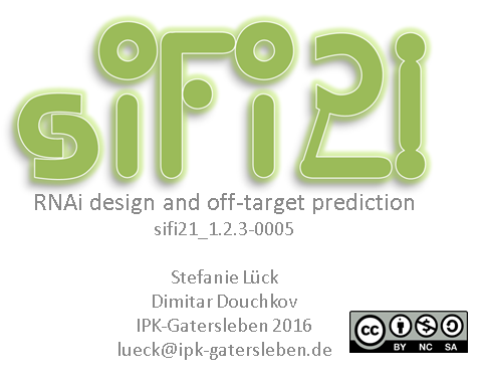 sifi21
RNAi design and off-target prediction
sifi21_1.2.3-0005
Stefanie Lück
Dimitar Douchkov
IPK-Gatersleben 2016
lueck@ipk-gatersleben.de
cc
BY NC SA